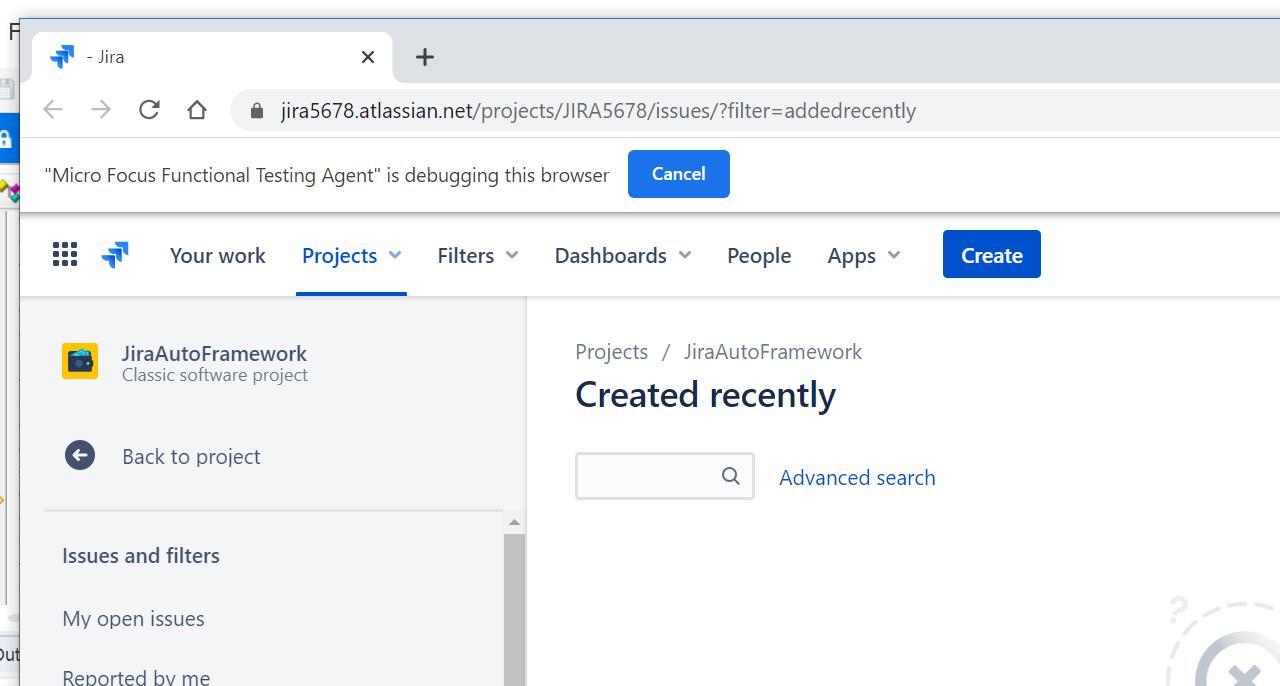 F
- Jira
jira5678.atlassian.net/projects/JIRA5678/issues/?filter=addedrecently
"Micro Focus Functional Testing Agent" is debugging this browser Cancel
Your work Projects Filters Dashboards People Apps Create
JiraAutoFramework
Classic software project
Back to project
Issues and filters
My open issues
Reported by me
Projects / JiraAutoFramework
Created recently
Advanced search
?
Out